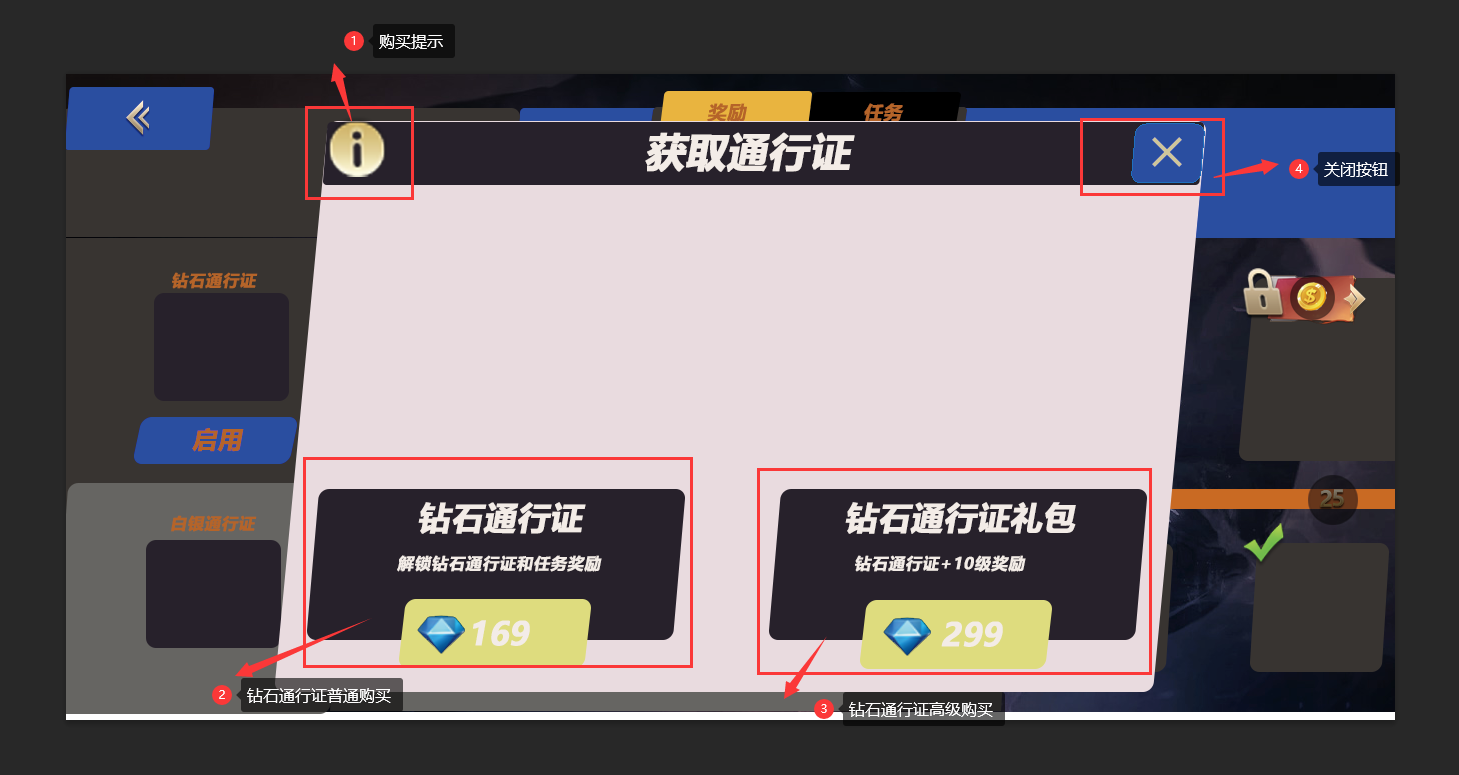 1 购买提示
奖励
任务
获取通行证
4 关闭按钮
钻石通行证
启用
25
钻石通行证
解锁钻石通行证和任务奖励
169
钻石通行证礼包
钻石通行证+10级奖励
299
白银通行证
2 钻石通行证普通购买
3 钻石通行证高级购买